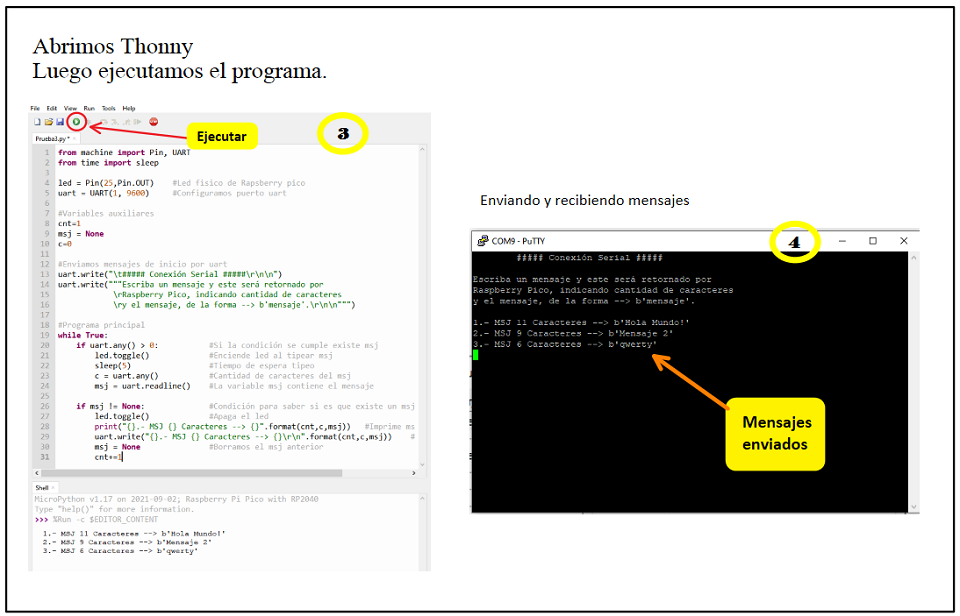 Abrimos Thonny
Luego ejecutamos el programa.
File Edit View Run Tools Help
Ejecutar
3
Prueba3.py *
1 from machine import Pin, UART
2 from time import sleep
3
4 led = Pin(25,Pin.OUT) #Led fisico de Rapsberry pico
5 uart = UART(1, 9600) #Configuramos puerto uart
6
7 #Variables auxiliares
8 cnt=1
9 msj = None
10 c=0
11
12 #Enviamos mensajes de inicio por uart
13 uart.write("\t##### Conexión Serial #####\r\n\n")
14 uart.write("""Escriba un mensaje y este será retornado por
15 \rRaspberry Pico, indicando cantidad de caracteres
16 \ry el mensaje, de la forma --> b'mensaje'.\r\n\n""")
17
18 #Programa principal
19 while True:
20 if uart.any() > 0: #Si la condición se cumple existe msj
21 led.toggle() #Enciende led al tipear msj
22 sleep(5) #Tiempo de espera tipeo
23 c = uart.any() #Cantidad de caracteres del msj
24 msj = uart.readline() #La variable msj contiene el mensaje
25
26 if msj != None: #Condición para saber si es que existe un msj
27 led.toggle() #Apaga el led
28 print("{}.- MSJ {} Caracteres --> {}".format(cnt,c,msj)) #Imprime ms
29 uart.write("{}.- MSJ {} Caracteres --> {}\r\n".format(cnt,c,msj)) #
30 msj = None #Borramos el msj anterior
31 cnt+=1
Shell
MicroPython v1.17 on 2021-09-02; Raspberry Pi Pico with RP2040
Type "help()" for more information.
>>> %Run -c $EDITOR_CONTENT
1.- MSJ 11 Caracteres --> b'Hola Mundo!'
2.- MSJ 9 Caracteres --> b'Mensaje 2'
3.- MSJ 6 Caracteres --> b'qwerty'
Enviando y recibiendo mensajes
COM9 - PuTTY
4
##### Conexión Serial #####
Escriba un mensaje y este será retornado por
Raspberry Pico, indicando cantidad de caracteres
y el mensaje, de la forma --> b'mensaje'.
1.- MSJ 11 Caracteres --> b'Hola Mundo!'
2.- MSJ 9 Caracteres --> b'Mensaje 2'
3.- MSJ 6 Caracteres --> b'qwerty'
Mensajes
enviados